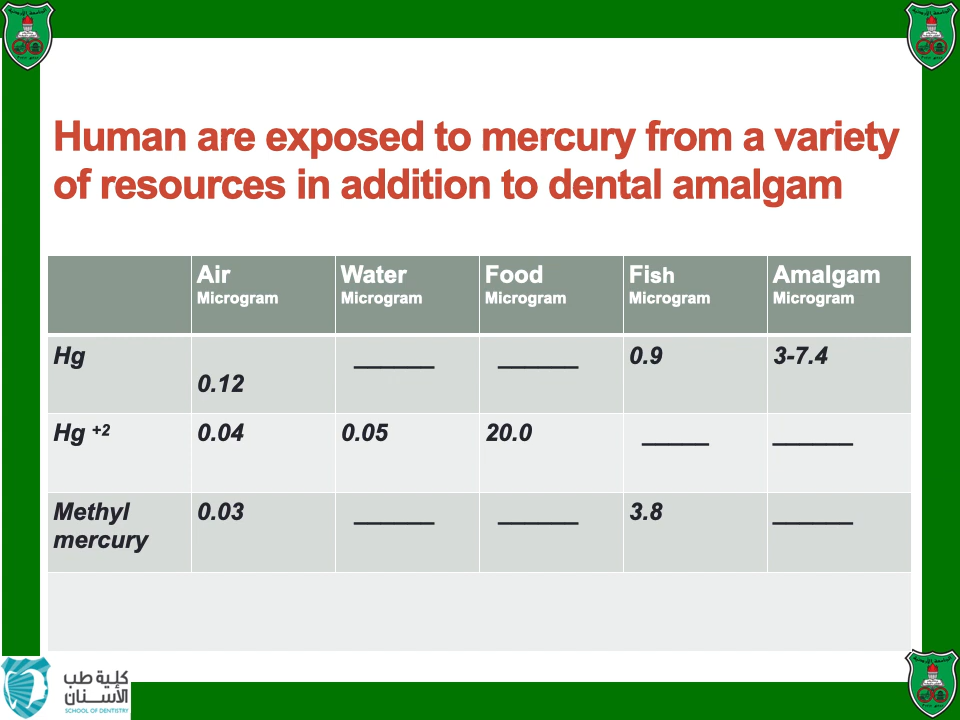 Human are exposed to mercury from a variety
of resources in addition to dental amalgam
Air Water Food Fish Amalgam
Microgram Microgram Microgram Microgram Microgram
Hg ______ ______ 0.9 3-7.4
0.12
Hg +2 0.04 0.05 20.0 _____ ______
Methyl 0.03 ______ ______ 3.8 ______
mercury
كلية طب
الأسنان
SCHOOL OF DENTISTRY